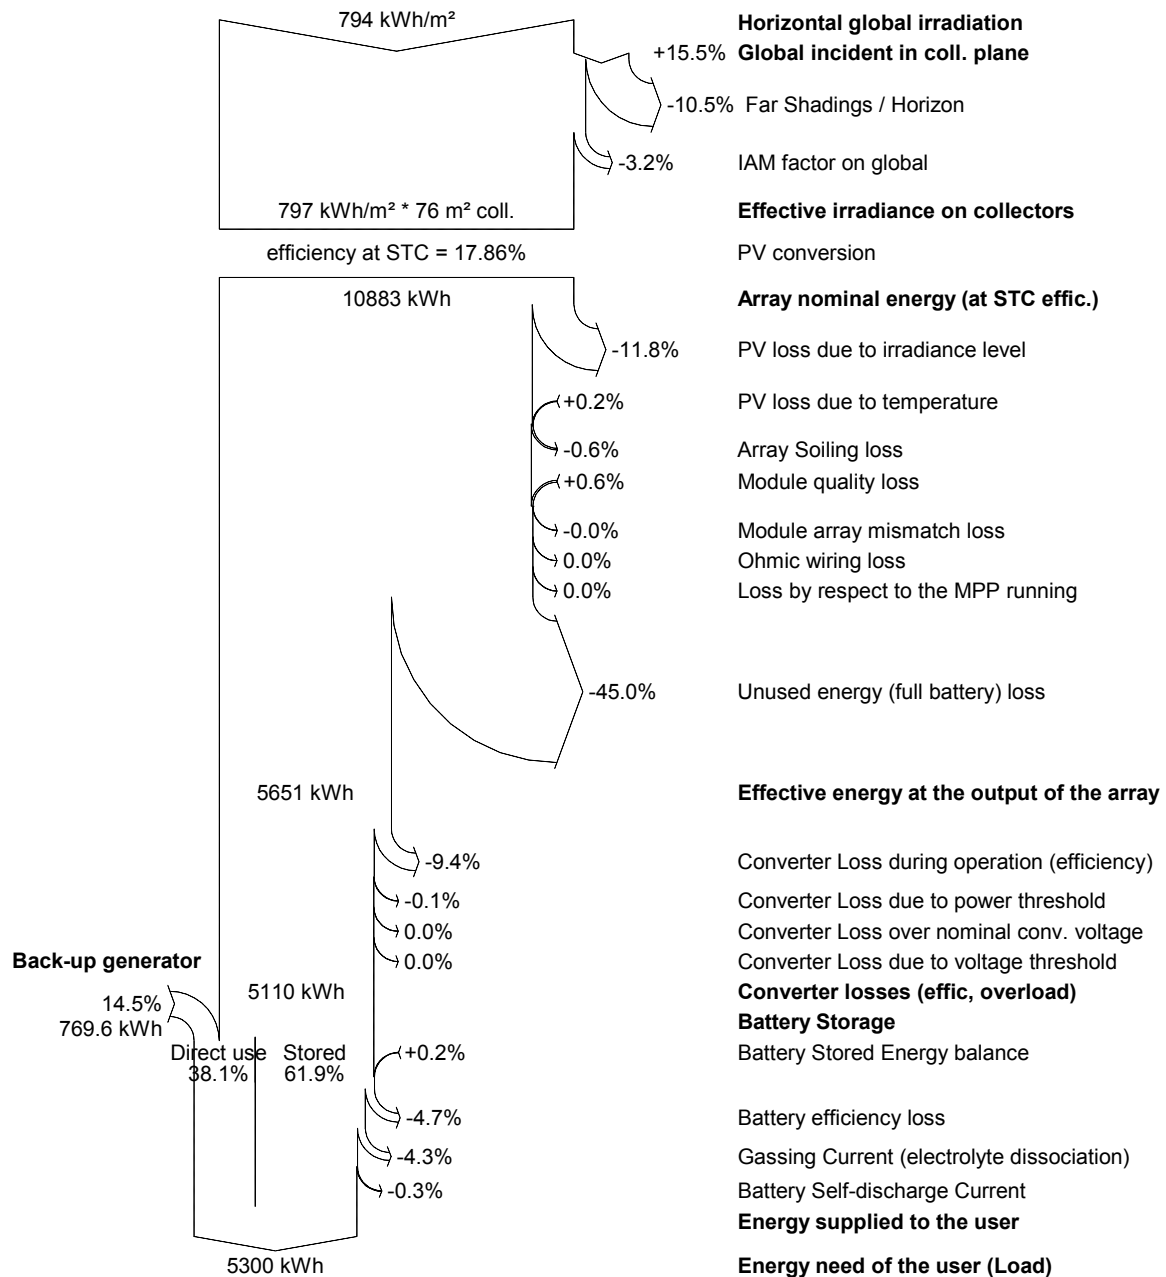 794 kWh/m² Horizontal global irradiation
+15.5% Global incident in coll. plane
-10.5% Far Shadings / Horizon
-3.2% IAM factor on global
797 kWh/m² * 76 m² coll. Effective irradiance on collectors
efficiency at STC = 17.86% PV conversion
10883 kWh Array nominal energy (at STC effic.)
-11.8% PV loss due to irradiance level
+0.2% PV loss due to temperature
-0.6% Array Soiling loss
+0.6% Module quality loss
-0.0% Module array mismatch loss
0.0% Ohmic wiring loss
0.0% Loss by respect to the MPP running
-45.0% Unused energy (full battery) loss
5651 kWh Effective energy at the output of the array
-9.4% Converter Loss during operation (efficiency)
-0.1% Converter Loss due to power threshold
0.0% Converter Loss over nominal conv. voltage
Back-up generator 0.0% Converter Loss due to voltage threshold
14.5% 5110 kWh Converter losses (effic, overload)
769.6 kWh Battery Storage
Direct use Stored +0.2% Battery Stored Energy balance
38.1% 61.9%
-4.7% Battery efficiency loss
-4.3% Gassing Current (electrolyte dissociation)
-0.3% Battery Self-discharge Current
Energy supplied to the user
5300 kWh Energy need of the user (Load)